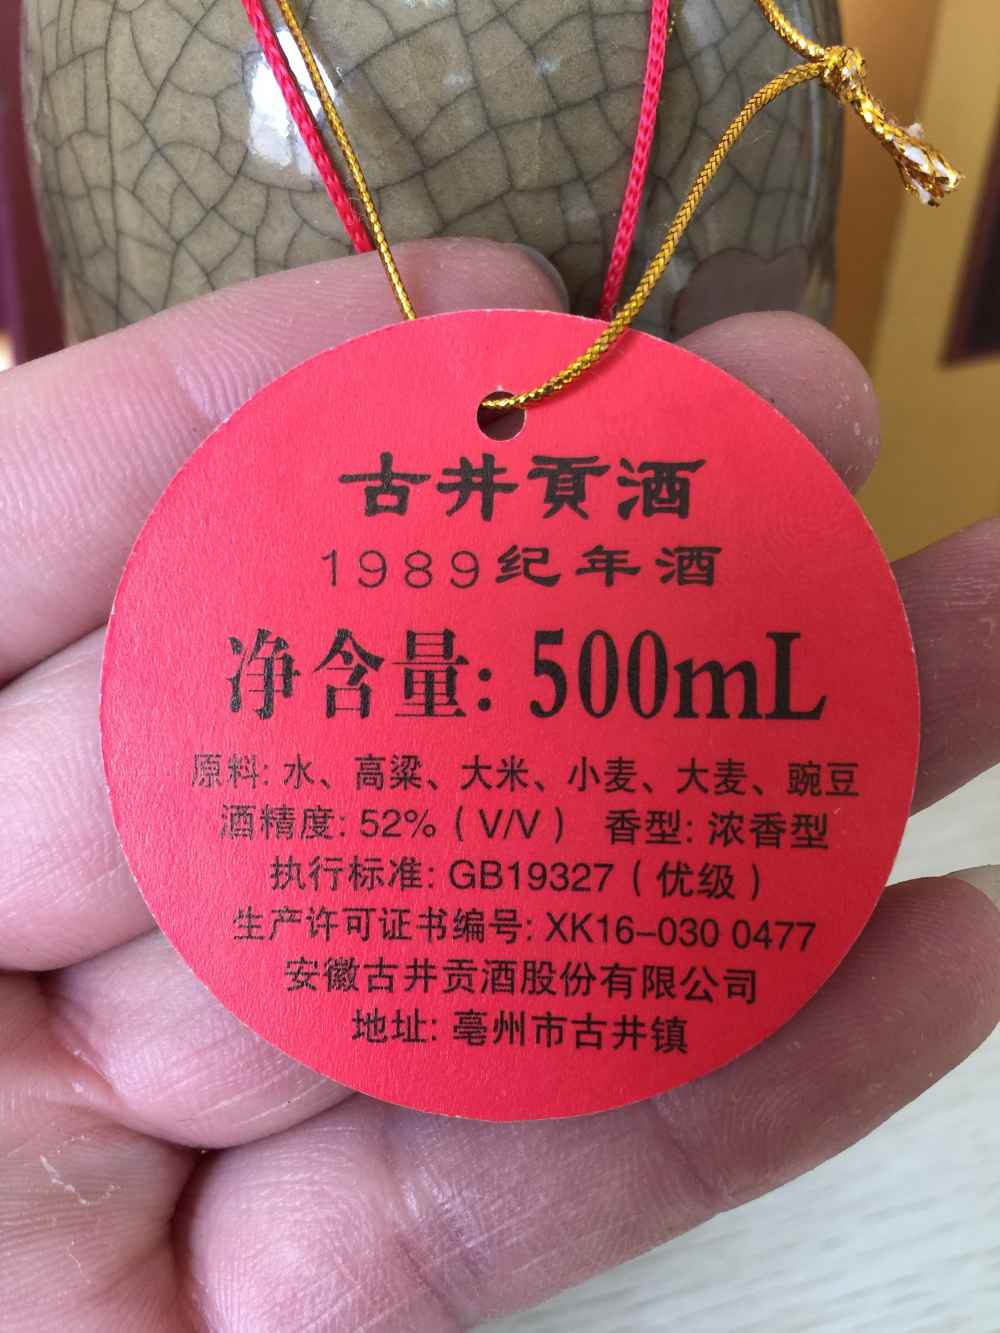 古井贡酒
1989纪年酒
净含量: 500mL
原料: 水、高粱、大米、小麦、大麦、豌豆
酒精度: 52%（V/V） 香型: 浓香型
执行标准: GB19327（优级）
生产许可证书编号: XK16-030 0477
安徽古井贡酒股份有限公司
地址: 亳州市古井镇